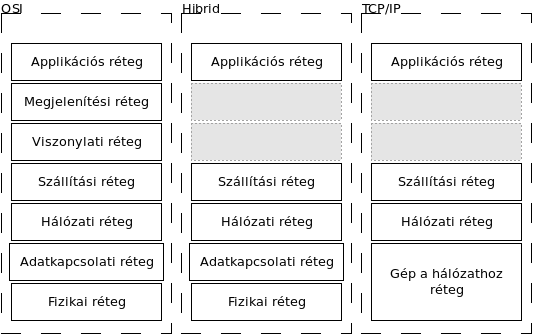 OSI
Applikációs réteg
Megjelenítési réteg
Viszonylati réteg
Szállítási réteg
Hálózati réteg
Adatkapcsolati réteg
Fizikai réteg
Hibrid
Applikációs réteg
Szállítási réteg
Hálózati réteg
Adatkapcsolati réteg
Fizikai réteg
TCP/IP
Applikációs réteg
Szállítási réteg
Hálózati réteg
Gép a hálózathoz
réteg